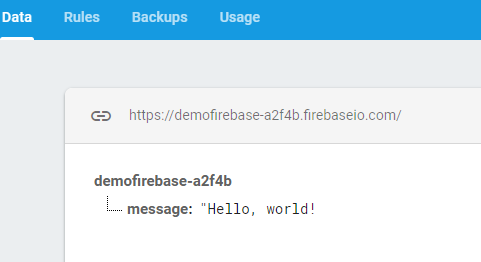 Data Rules Backups Usage
https://demofirebase-a2f4b.firebaseio.com/
demofirebase-a2f4b
message: "Hello, world!